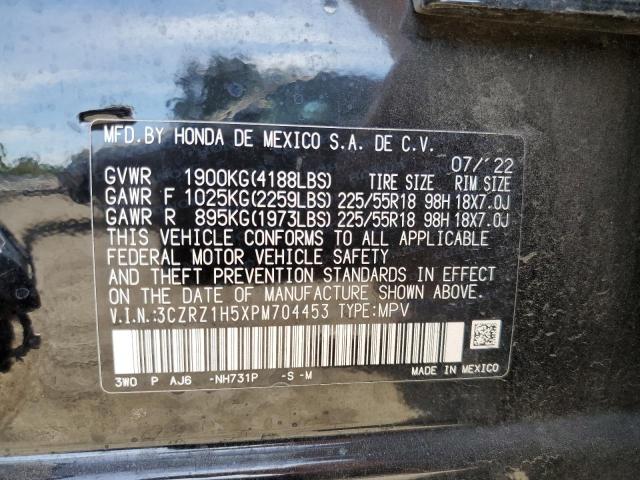 MFD.BY HONDA DE MEXICO S.A. DE C.V.
07/'22
GVWR 1900KG(4188LBS) TIRE SIZE RIM SIZE
GAWR F 1025KG(2259LBS) 225/55R18 98H 18X7.0J
GAWR R 895KG(1973LBS) 225/55R18 98H 18X7.0J
THIS VEHICLE CONFORMS TO ALL APPLICABLE
FEDERAL MOTOR VEHICLE SAFETY
AND THEFT PREVENTION STANDARDS IN EFFECT
ON THE DATE OF MANUFACTURE SHOWN ABOVE.
V.I.N.:3CZRZ1H5XPM704453 TYPE:MPV
3W0 P AJ6 -NH731P -S -M MADE IN MEXICO